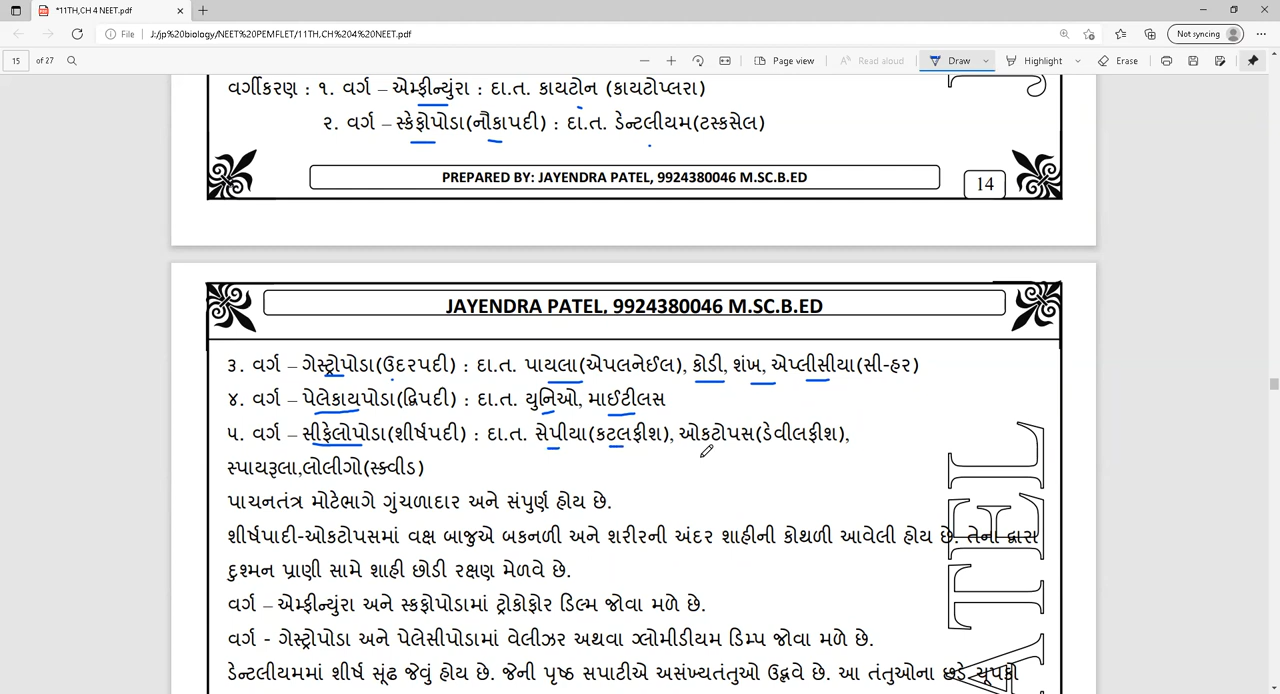 *11TH,CH 4 NEET.pdf
File J:/jp%20biology/NEET%20PEMFLET/11TH,CH%204%20NEET.pdf Not syncing
15 of 27 Page view Read aloud Draw Highlight Erase
વર્ગીકરણ : ૧. વર્ગ – એમ્ફીન્યુંરા : દા.ત. કાયટોન (કાયટોપ્લરા)
૨. વર્ગ – સ્કેફોપોડા(નૌકાપદી) : દા.ત. ડેન્ટલીયમ(ટસ્કસેલ)
PREPARED BY: JAYENDRA PATEL, 9924380046 M.SC.B.ED
14
JAYENDRA PATEL, 9924380046 M.SC.B.ED
૩. વર્ગ – ગેસ્ટ્રોપોડા(ઉદરપદી) : દા.ત. પાયલા(એપલનેઈલ), કોડી, શંખ, એપ્લીસીયા(સી-હર)
૪. વર્ગ – પેલેકાયપોડા(દ્વિપદી) : દા.ત. યુનિઓ, માઈટીલસ
૫. વર્ગ – સીફેલોપોડા(શીર્ષપદી) : દા.ત. સેપીયા(કટલફીશ), ઓકટોપસ(ડેવીલફીશ),
સ્પાયરૂલા,લોલીગો(સ્ક્વીડ)
પાચનતંત્ર મોટેભાગે ગુંચળાદાર અને સંપુર્ણ હોય છે.
શીર્ષપાદી-ઓકટોપસમાં વક્ષ બાજુએ બકનળી અને શરીરની અંદર શાહીની કોથળી આવેલી હોય છે. તેના દ્વારા
દુશ્મન પ્રાણી સામે શાહી છોડી રક્ષણ મેળવે છે.
વર્ગ – એમ્ફીન્યુંરા અને સ્કફોપોડામાં ટ્રોકોફોર ડિલ્મ જોવા મળે છે.
વર્ગ - ગેસ્ટ્રોપોડા અને પેલેસીપોડામાં વેલીઝર અથવા ગ્લોમીડીયમ ડિમ્પ જોવા મળે છે.
ડેન્ટલીયમમાં શીર્ષ સૂંઢ જેવું હોય છે. જેની પૃષ્ઠ સપાટીએ અસંખ્યતંતુઓ ઉદ્ભવે છે. આ તંતુઓના છડે ચૂપકો
ATEL